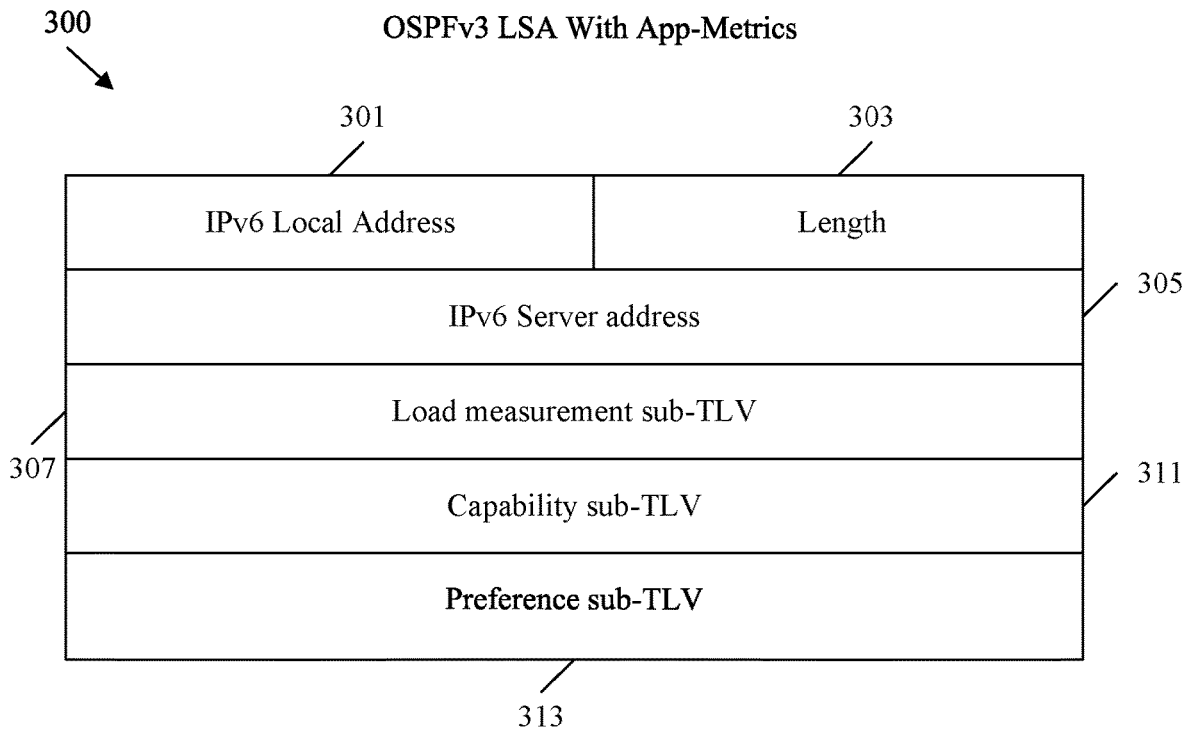 300
OSPFv3 LSA With App-Metrics
301
303
IPv6 Local Address
Length
305
IPv6 Server address
Load measurement sub-TLV
307
311
Capability sub-TLV
Preference sub-TLV
313